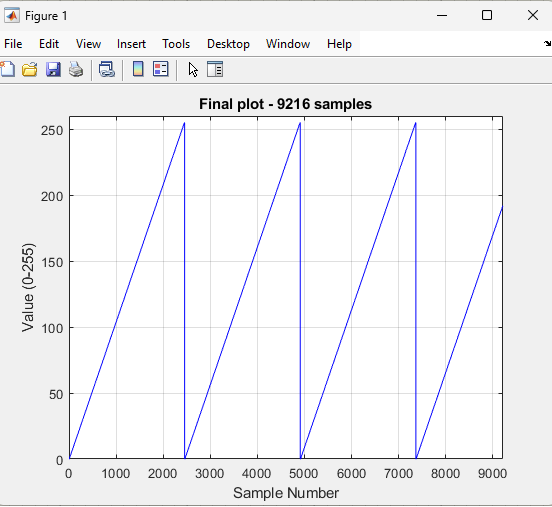 Figure 1
File Edit View Insert Tools Desktop Window Help
Final plot - 9216 samples
250
200
150
100
50
0
Value (0-255)
0 1000 2000 3000 4000 5000 6000 7000 8000 9000
Sample Number